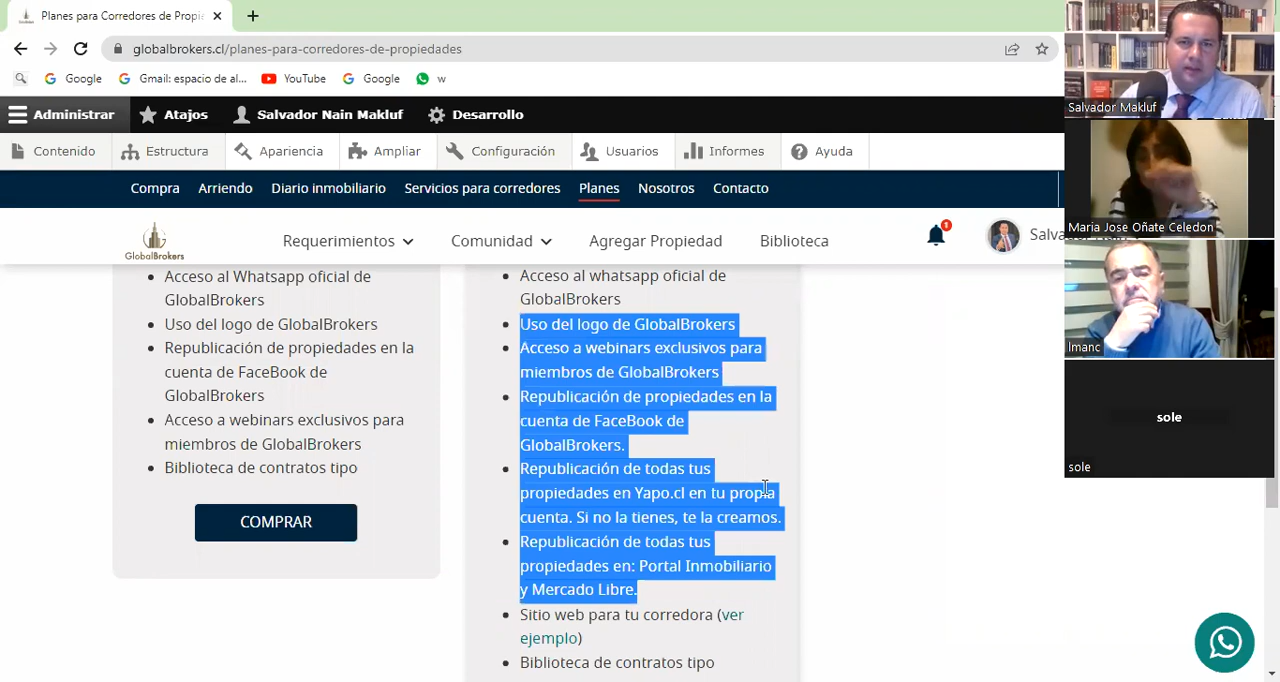 Planes para Corredores de Propi
globalbrokers.cl/planes-para-corredores-de-propiedades
Google
Gmail: espacio de al...
YouTube
Google
w
Administrar
Atajos
Salvador Nain Makluf
Desarrollo
Contenido
Estructura
Apariencia
Ampliar
Configuración
Usuarios
Informes
Ayuda
Compra
Arriendo
Diario inmobiliario
Servicios para corredores
Planes
Nosotros
Contacto
GlobalBrokers
Requerimientos
Comunidad
Agregar Propiedad
Biblioteca
1
Salvador Nain
Acceso al Whatsapp oficial de
GlobalBrokers
Uso del logo de GlobalBrokers
Republicación de propiedades en la
cuenta de FaceBook de
GlobalBrokers
Acceso a webinars exclusivos para
miembros de GlobalBrokers
Biblioteca de contratos tipo
COMPRAR
Acceso al whatsapp oficial de
GlobalBrokers
Uso del logo de GlobalBrokers
Acceso a webinars exclusivos para
miembros de GlobalBrokers
Republicación de propiedades en la
cuenta de FaceBook de
GlobalBrokers.
Republicación de todas tus
propiedades en Yapo.cl en tu propia
cuenta. Si no la tienes, te la creamos.
Republicación de todas tus
propiedades en: Portal Inmobiliario
y Mercado Libre.
Sitio web para tu corredora (ver
ejemplo)
Biblioteca de contratos tipo
Salvador Makluf
Maria Jose Oñate Celedon
lmanc
sole
sole